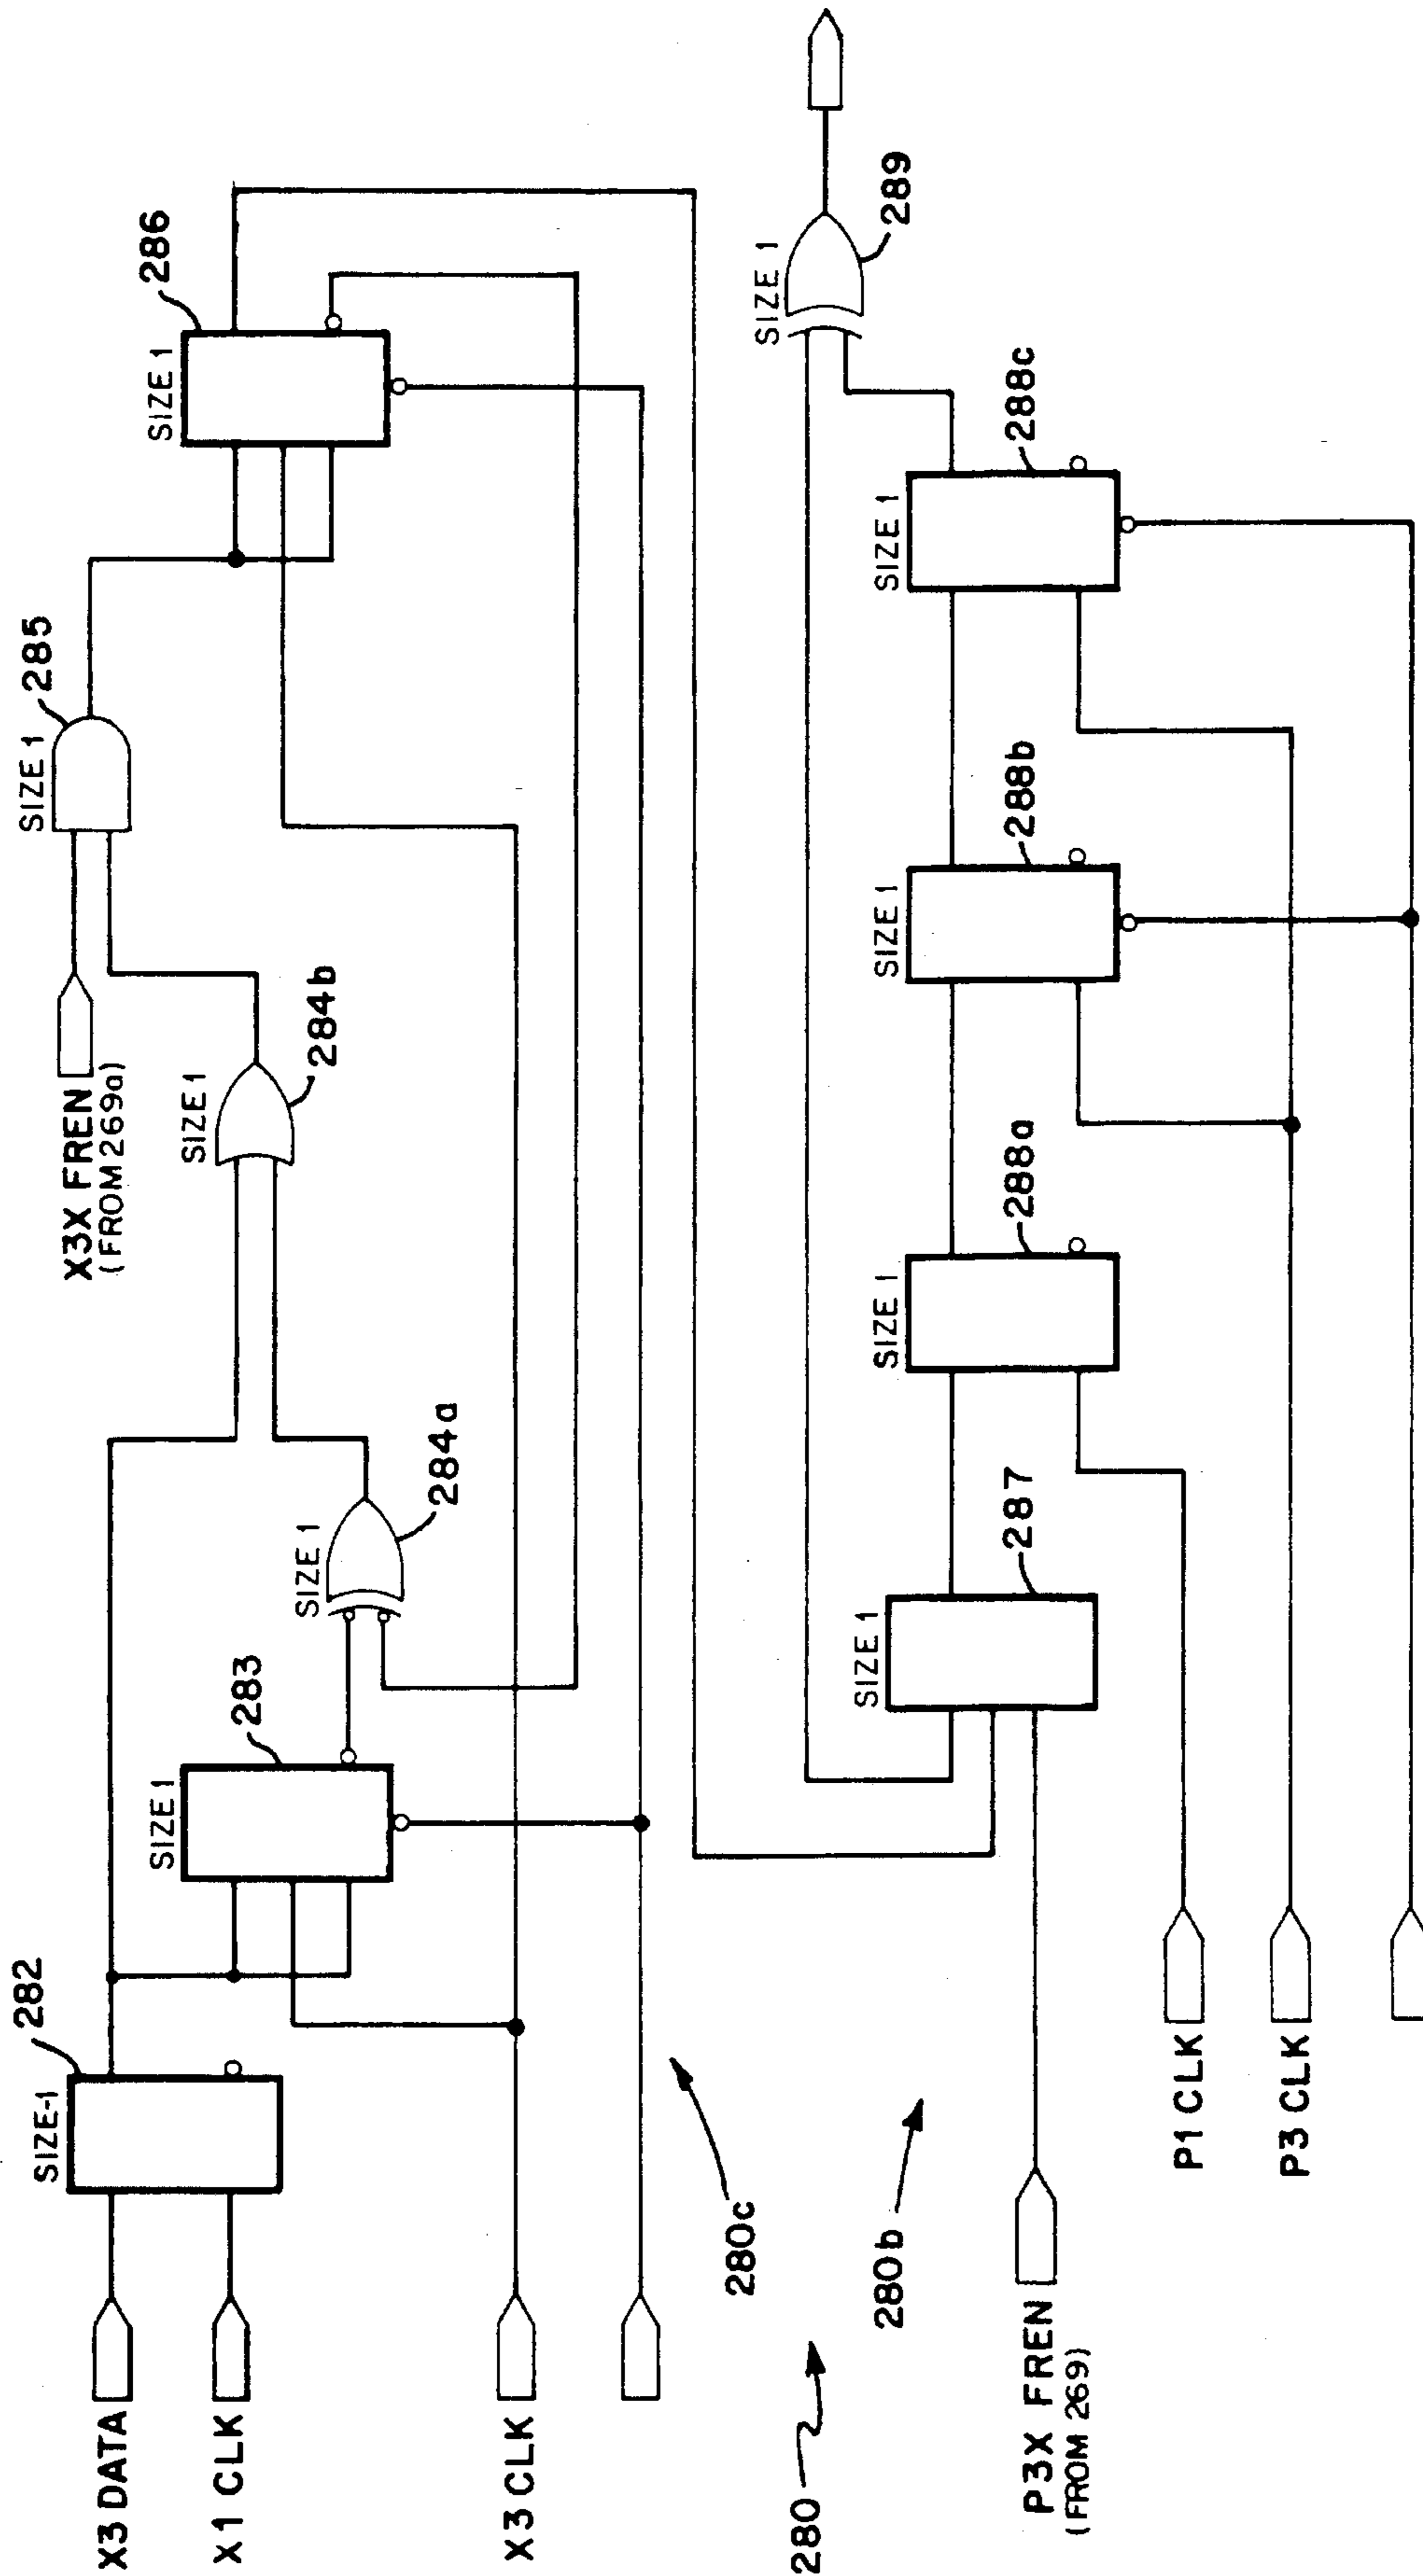 X3 DATA
X1 CLK
X3 CLK
SIZE-1
282
SIZE 1
283
SIZE 1
284a
SIZE 1
284b
X3X FREN
(FROM 269a)
SIZE 1
285
SIZE 1
286
280c
280
280b
P3X FREN
(FROM 269)
P1 CLK
P3 CLK
SIZE 1
287
SIZE 1
288a
SIZE 1
288b
SIZE 1
288c
SIZE 1
289